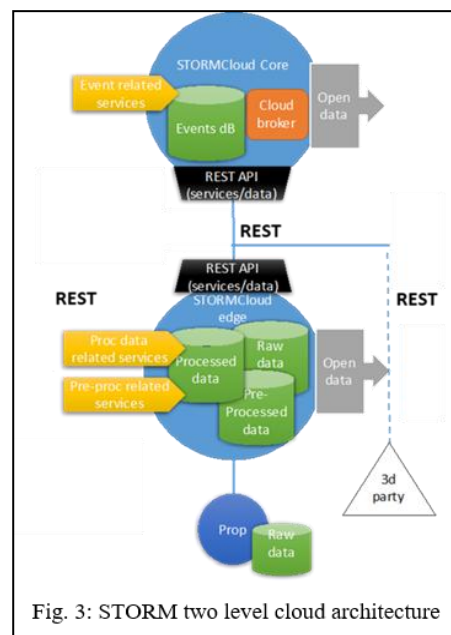 STORMCloud Core
Event related
services
Events dB
Cloud
broker
Open
data
REST API
(services/data)
REST
REST API
(services/data)
REST
REST
STORMCloud
edge
Proc data
related services
Processed
data
Raw
data
Open
data
Pre-proc related
services
Pre-
Processed
data
3d
party
Prop
Raw
data
Fig. 3: STORM two level cloud architecture